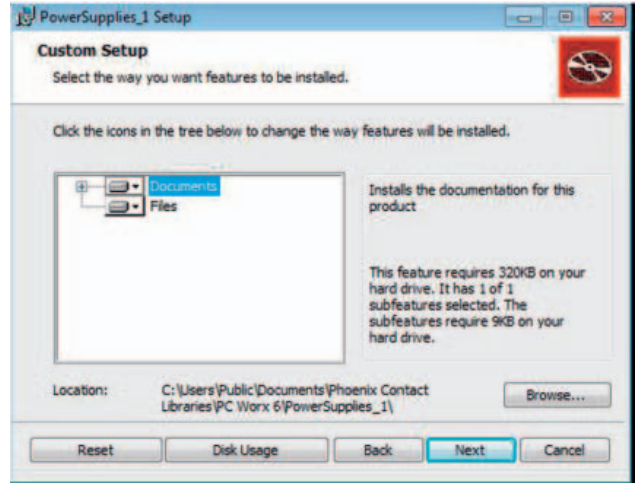 PowerSupplies_1 Setup
Custom Setup
Select the way you want features to be installed.
Click the icons in the tree below to change the way features will be installed.
Documents
Files
Installs the documentation for this
product
This feature requires 320KB on your
hard drive. It has 1 of 1
subfeatures selected. The
subfeatures require 9KB on your
hard drive.
Location:
C:\Users\Public\Documents\Phoenix Contact
Libraries\PC Worx 6\PowerSupplies_1\
Browse...
Reset
Disk Usage
Back
Next
Cancel